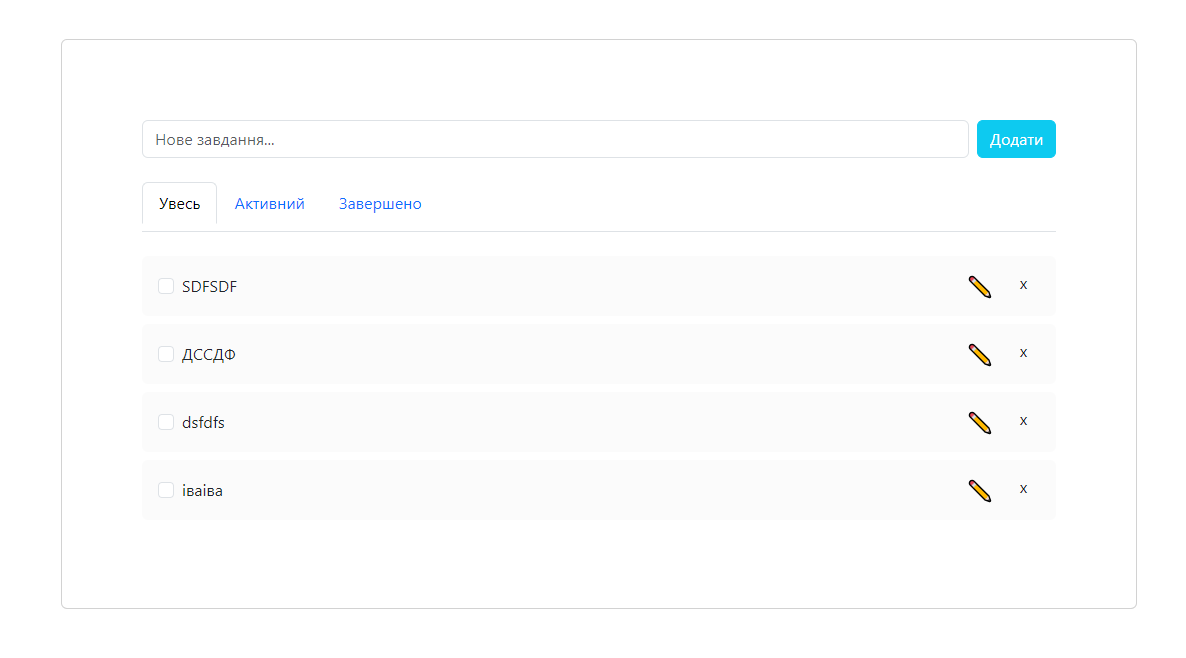 Нове завдання...
Додати
Увесь Активний Завершено
SDFSDF x
ДССДФ x
dsfdfs x
іваіва x